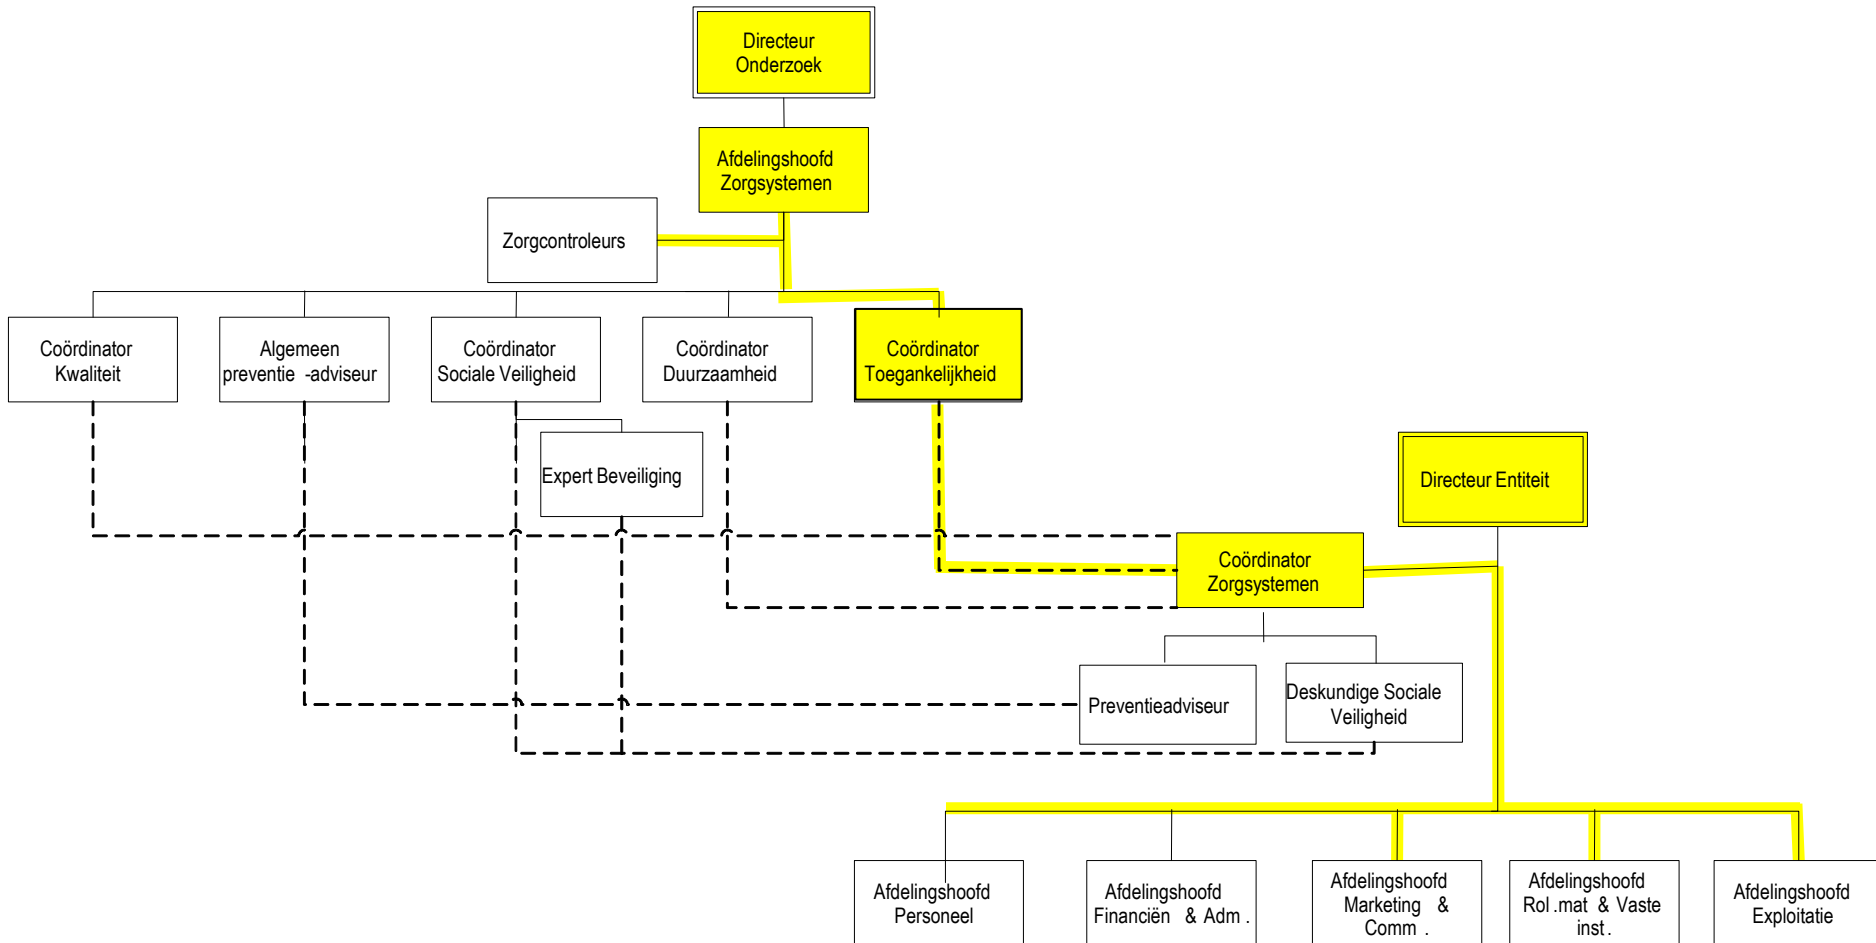 Directeur
Onderzoek
Afdelingshoofd
Zorgsystemen
Zorgcontroleurs
Coördinator
Kwaliteit
Algemeen
preventie -adviseur
Coördinator
Sociale Veiligheid
Coördinator
Duurzaamheid
Coördinator
Toegankelijkheid
Expert Beveiliging
Directeur Entiteit
Coördinator
Zorgsystemen
Preventieadviseur
Deskundige Sociale
Veiligheid
Afdelingshoofd
Personeel
Afdelingshoofd
Financiën & Adm .
Afdelingshoofd
Marketing &
Comm .
Afdelingshoofd
Rol .mat & Vaste
inst .
Afdelingshoofd
Exploitatie